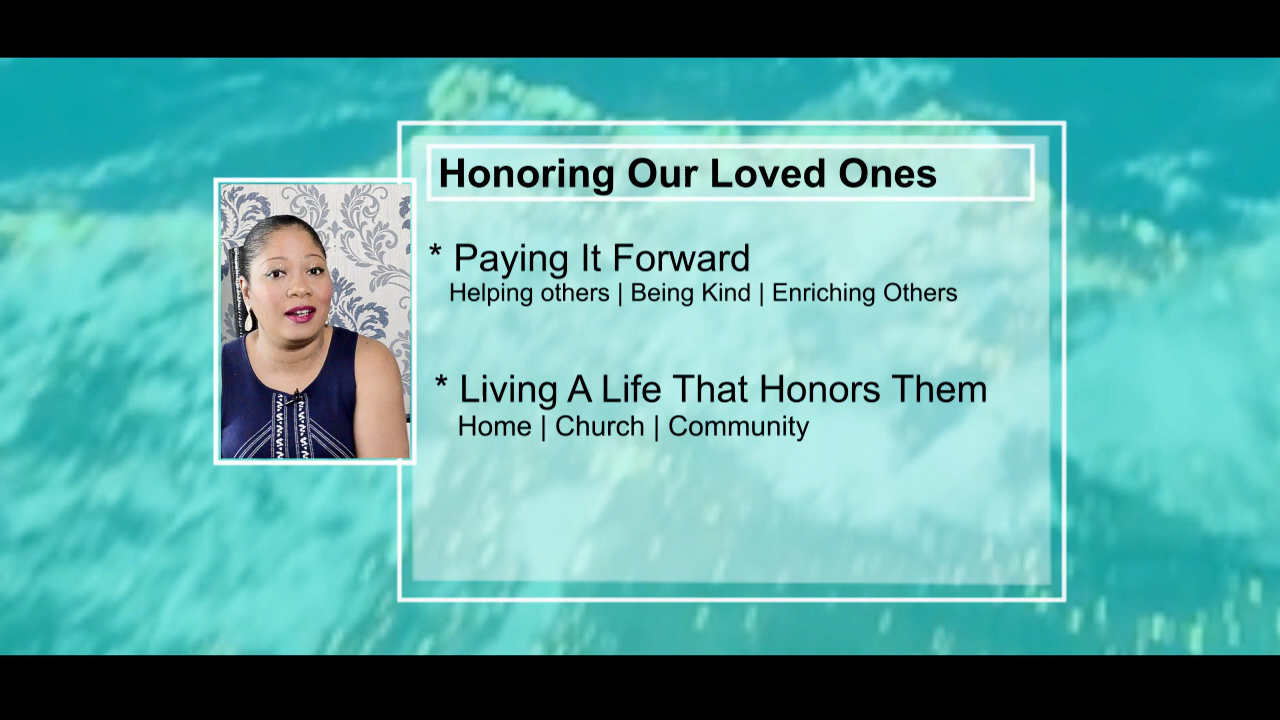 Honoring Our Loved Ones
* Paying It Forward
Helping others | Being Kind | Enriching Others
* Living A Life That Honors Them
Home | Church | Community